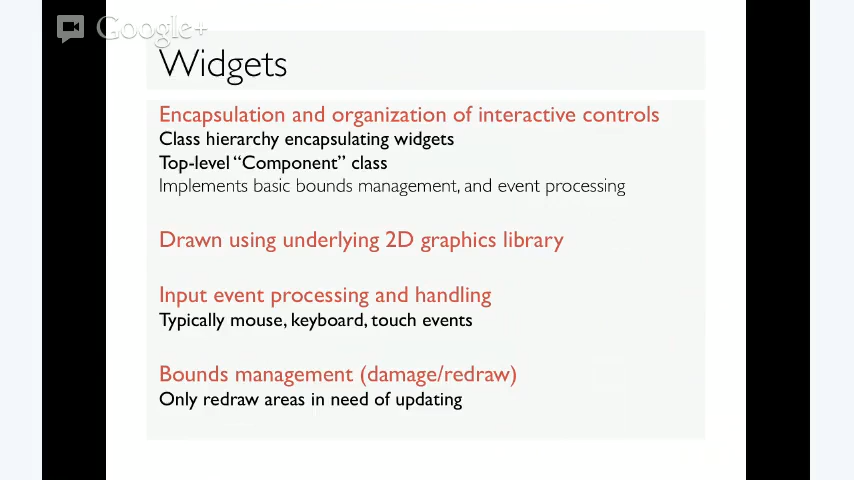 Google+
Widgets
Encapsulation and organization of interactive controls
Class hierarchy encapsulating widgets
Top-level “Component” class
Implements basic bounds management, and event processing
Drawn using underlying 2D graphics library
Input event processing and handling
Typically mouse, keyboard, touch events
Bounds management (damage/redraw)
Only redraw areas in need of updating